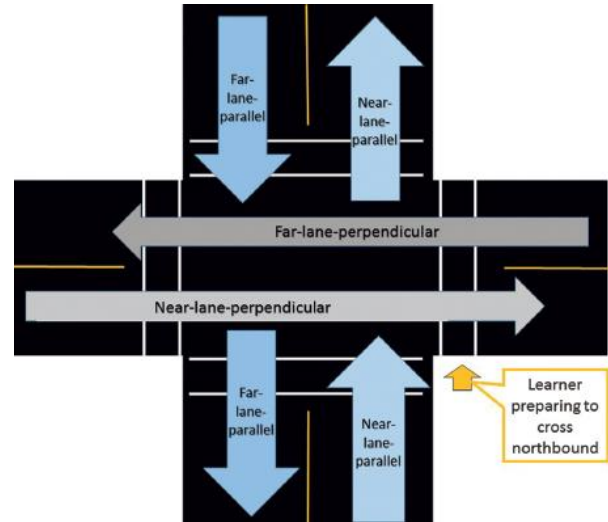 Far-
lane-
parallel
Near-
lane-
parallel
Far-lane-perpendicular
Near-lane-perpendicular
Far-
lane-
parallel
Near-
lane-
parallel
Learner
preparing to
cross
northbound